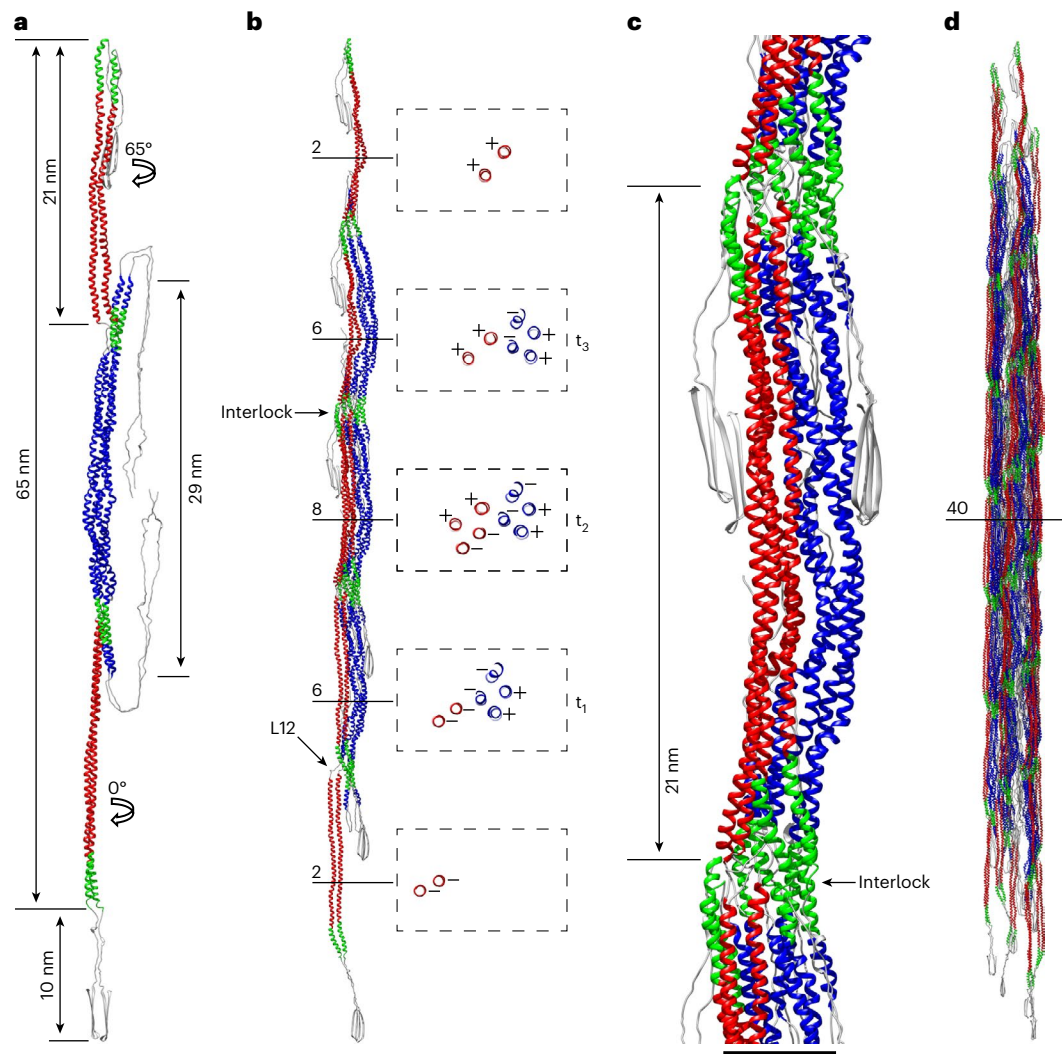 a
b
c
d
21 nm
65°
65 nm
29 nm
0°
10 nm
2
+
+
6
+
+
−
−
+
+
t3
Interlock
8
+
+
−
−
−
−
+
+
t2
6
−
−
−
−
+
+
t1
L12
2
−
−
21 nm
Interlock
40